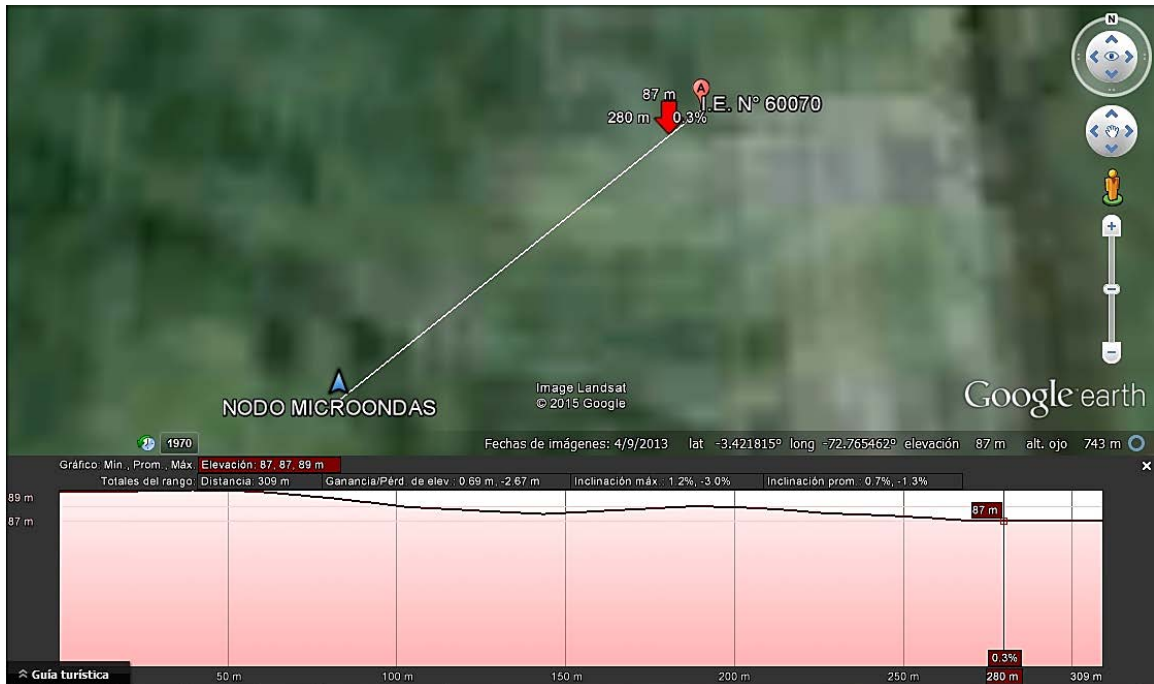 N
87 m
A
I.E. N° 60070
280 m 0.3%
NODO MICROONDAS
Image Landsat
© 2015 Google
Google earth
1970
Fechas de imágenes: 4/9/2013 lat -3.421815° long -72.765462° elevación 87 m alt. ojo 743 m
Gráfico: Mín., Prom., Máx. Elevación: 87, 87, 89 m
Totales del rango: Distancia: 309 m Ganancia/Pérd. de elev.: 0.69 m, -2.67 m Inclinación máx.: 1.2%, -3.0% Inclinación prom.: 0.7%, -1.3%
89 m
87 m
87 m
0.3%
Guía turística
50 m 100 m 150 m 200 m 250 m 280 m 309 m